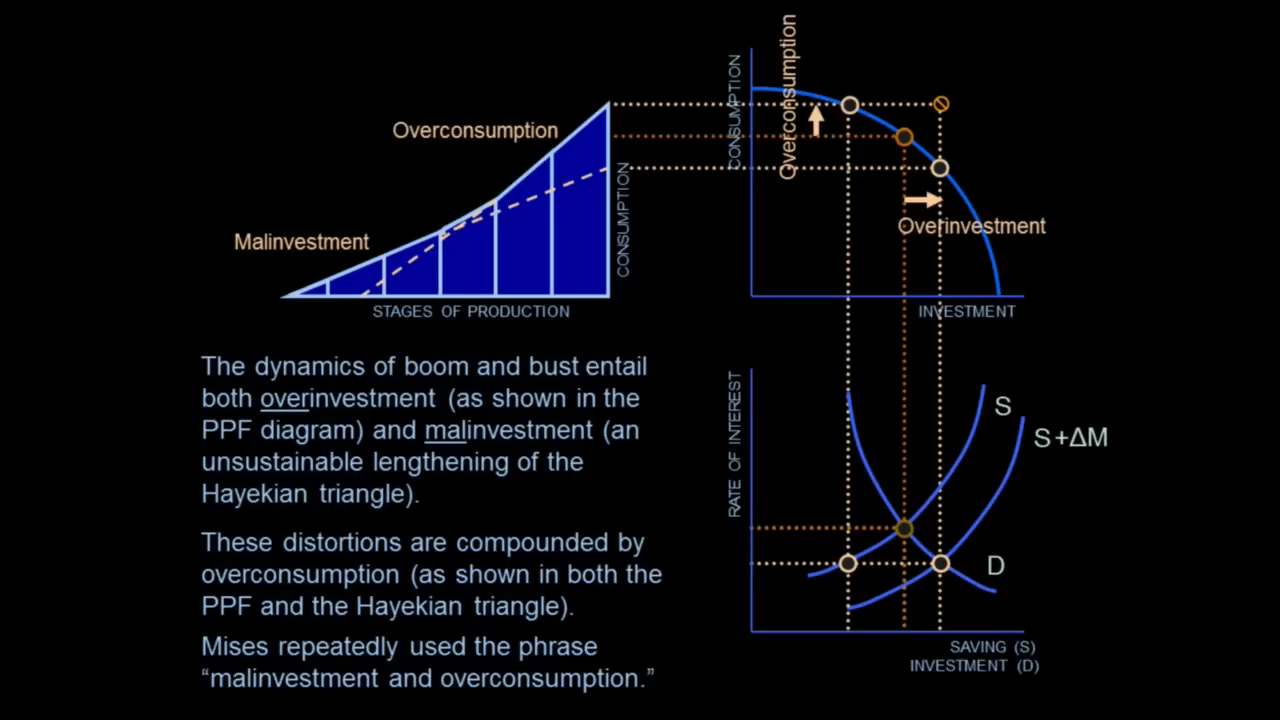 Overconsumption
Malinvestment
CONSUMPTION
STAGES OF PRODUCTION
CONSUMPTION
Overconsumption
Overinvestment
INVESTMENT
The dynamics of boom and bust entail
both overinvestment (as shown in the
PPF diagram) and malinvestment (an
unsustainable lengthening of the
Hayekian triangle).
These distortions are compounded by
overconsumption (as shown in both the
PPF and the Hayekian triangle).
Mises repeatedly used the phrase
“malinvestment and overconsumption.”
RATE OF INTEREST
S
S+ΔM
D
SAVING (S)
INVESTMENT (D)